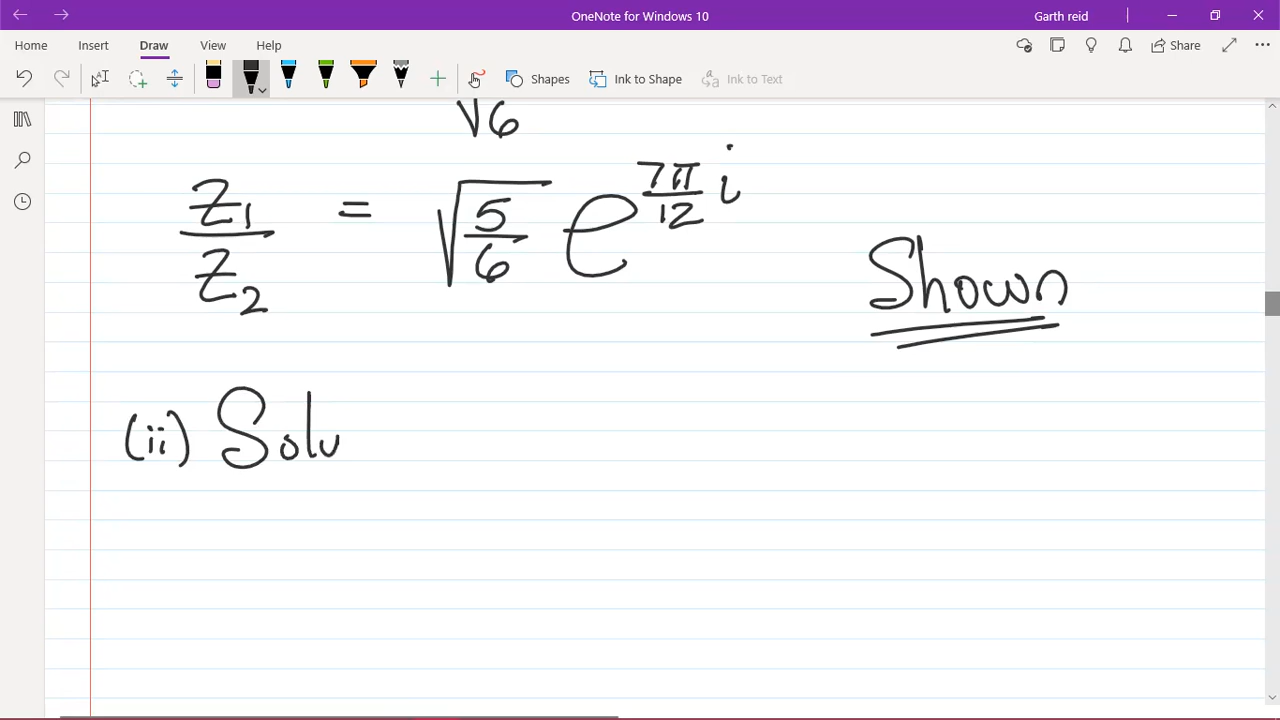 OneNote for Windows 10
Garth reid
Home Insert Draw View Help
Share
Shapes Ink to Shape Ink to Text
√6
Z1/Z2 = √(5/6) e^(7π/12 i)
Shown
(ii) Solu